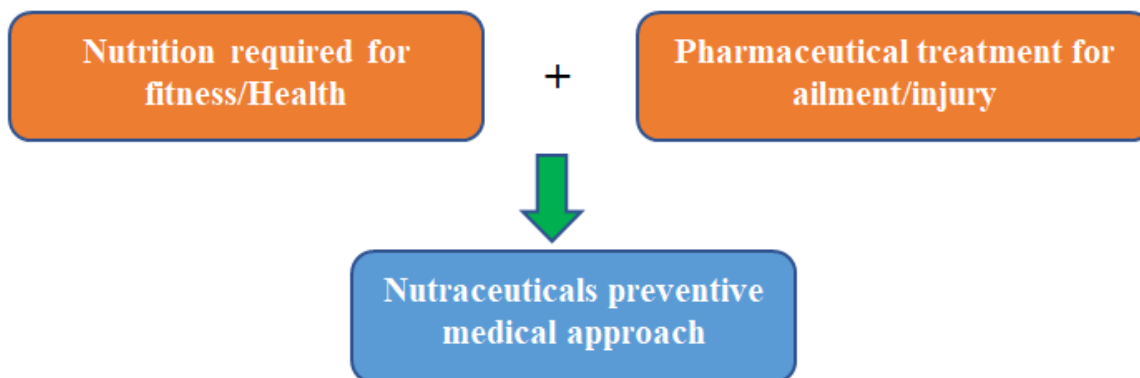 Nutrition required for
fitness/Health
+
Pharmaceutical treatment for
ailment/injury
Nutraceuticals preventive
medical approach